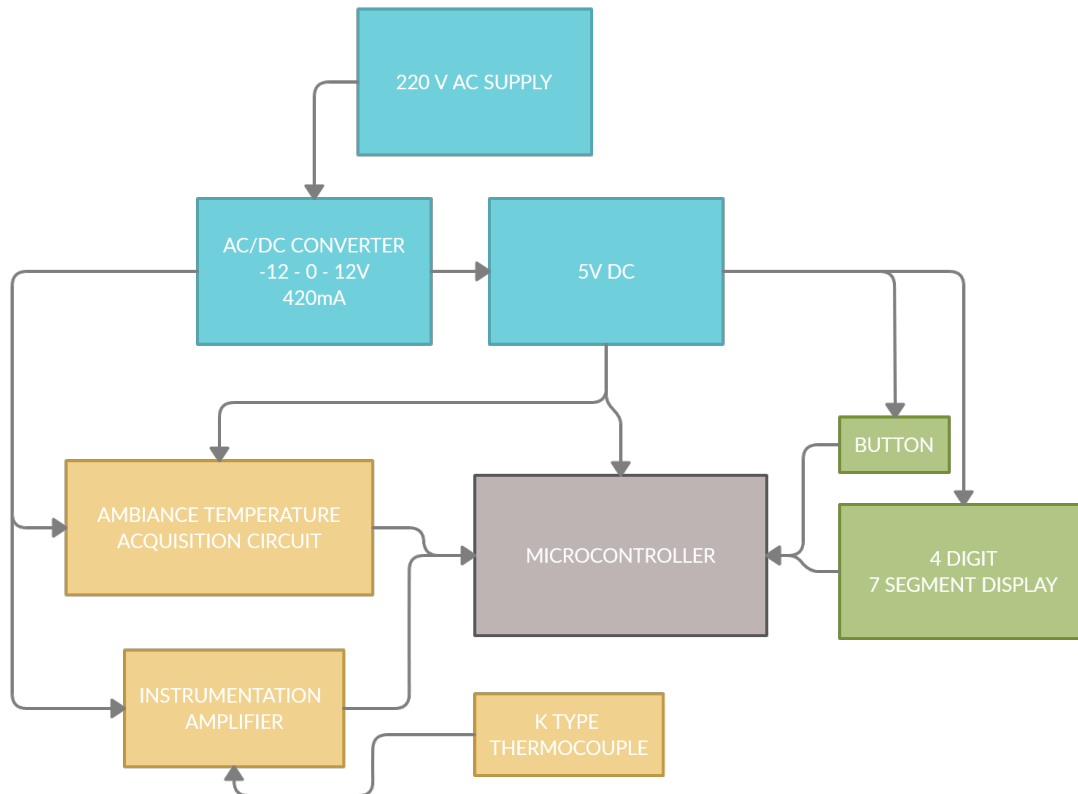 220 V AC SUPPLY
AC/DC CONVERTER
-12 - 0 - 12V
420mA
5V DC
BUTTON
AMBIANCE TEMPERATURE
ACQUISITION CIRCUIT
MICROCONTROLLER
4 DIGIT
7 SEGMENT DISPLAY
INSTRUMENTATION
AMPLIFIER
K TYPE
THERMOCOUPLE